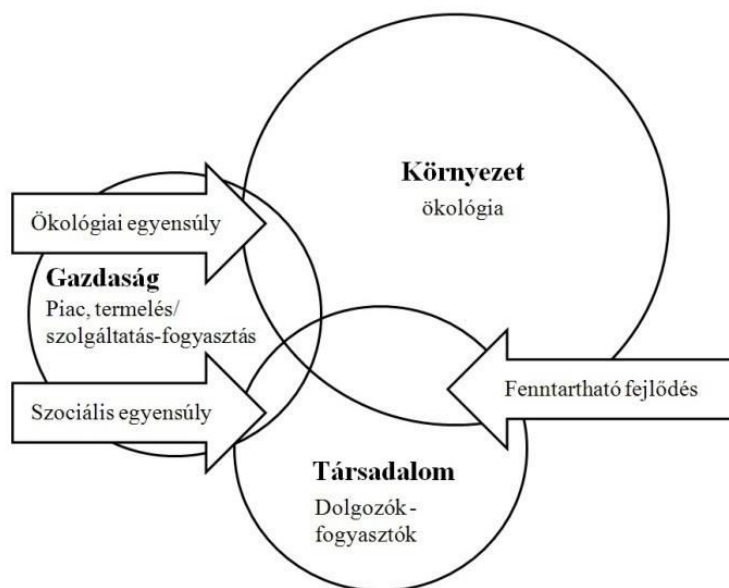 Környezet
ökológia
Ökológiai egyensúly
Gazdaság
Piac, termelés/
szolgáltatás-fogyasztás
Szociális egyensúly
Fenntartható fejlődés
Társadalom
Dolgozók-
fogyasztók